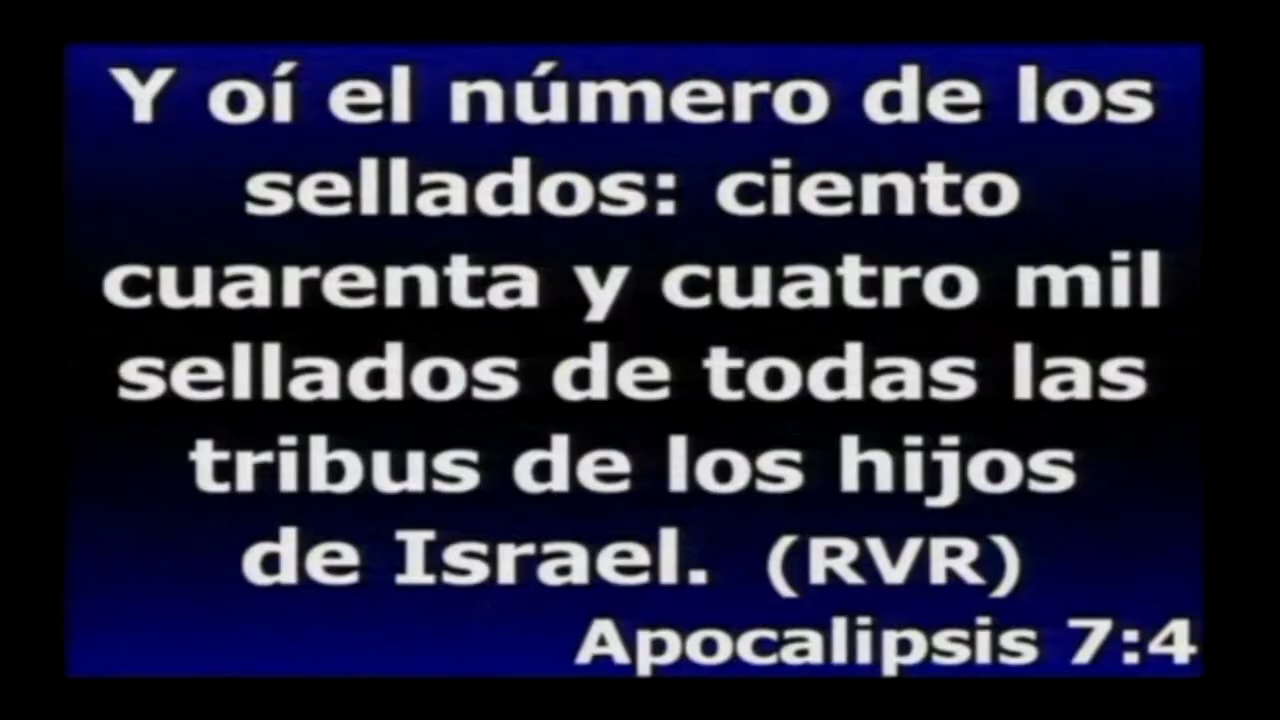 Y oí el número de los
sellados: ciento
cuarenta y cuatro mil
sellados de todas las
tribus de los hijos
de Israel. (RVR)
Apocalipsis 7:4